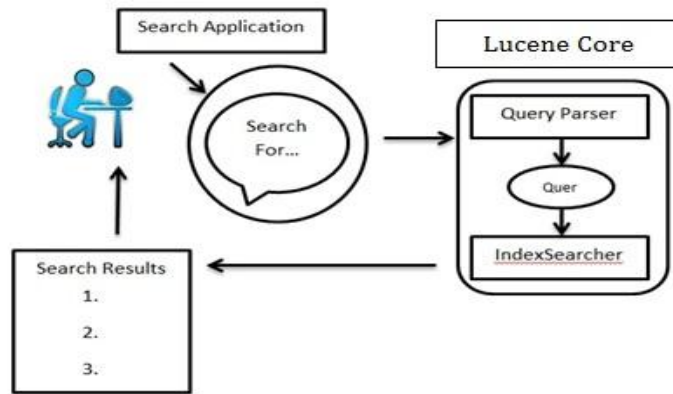 Search Application
Lucene Core
Search
For...
Query Parser
Quer
IndexSearcher
Search Results
1.
2.
3.